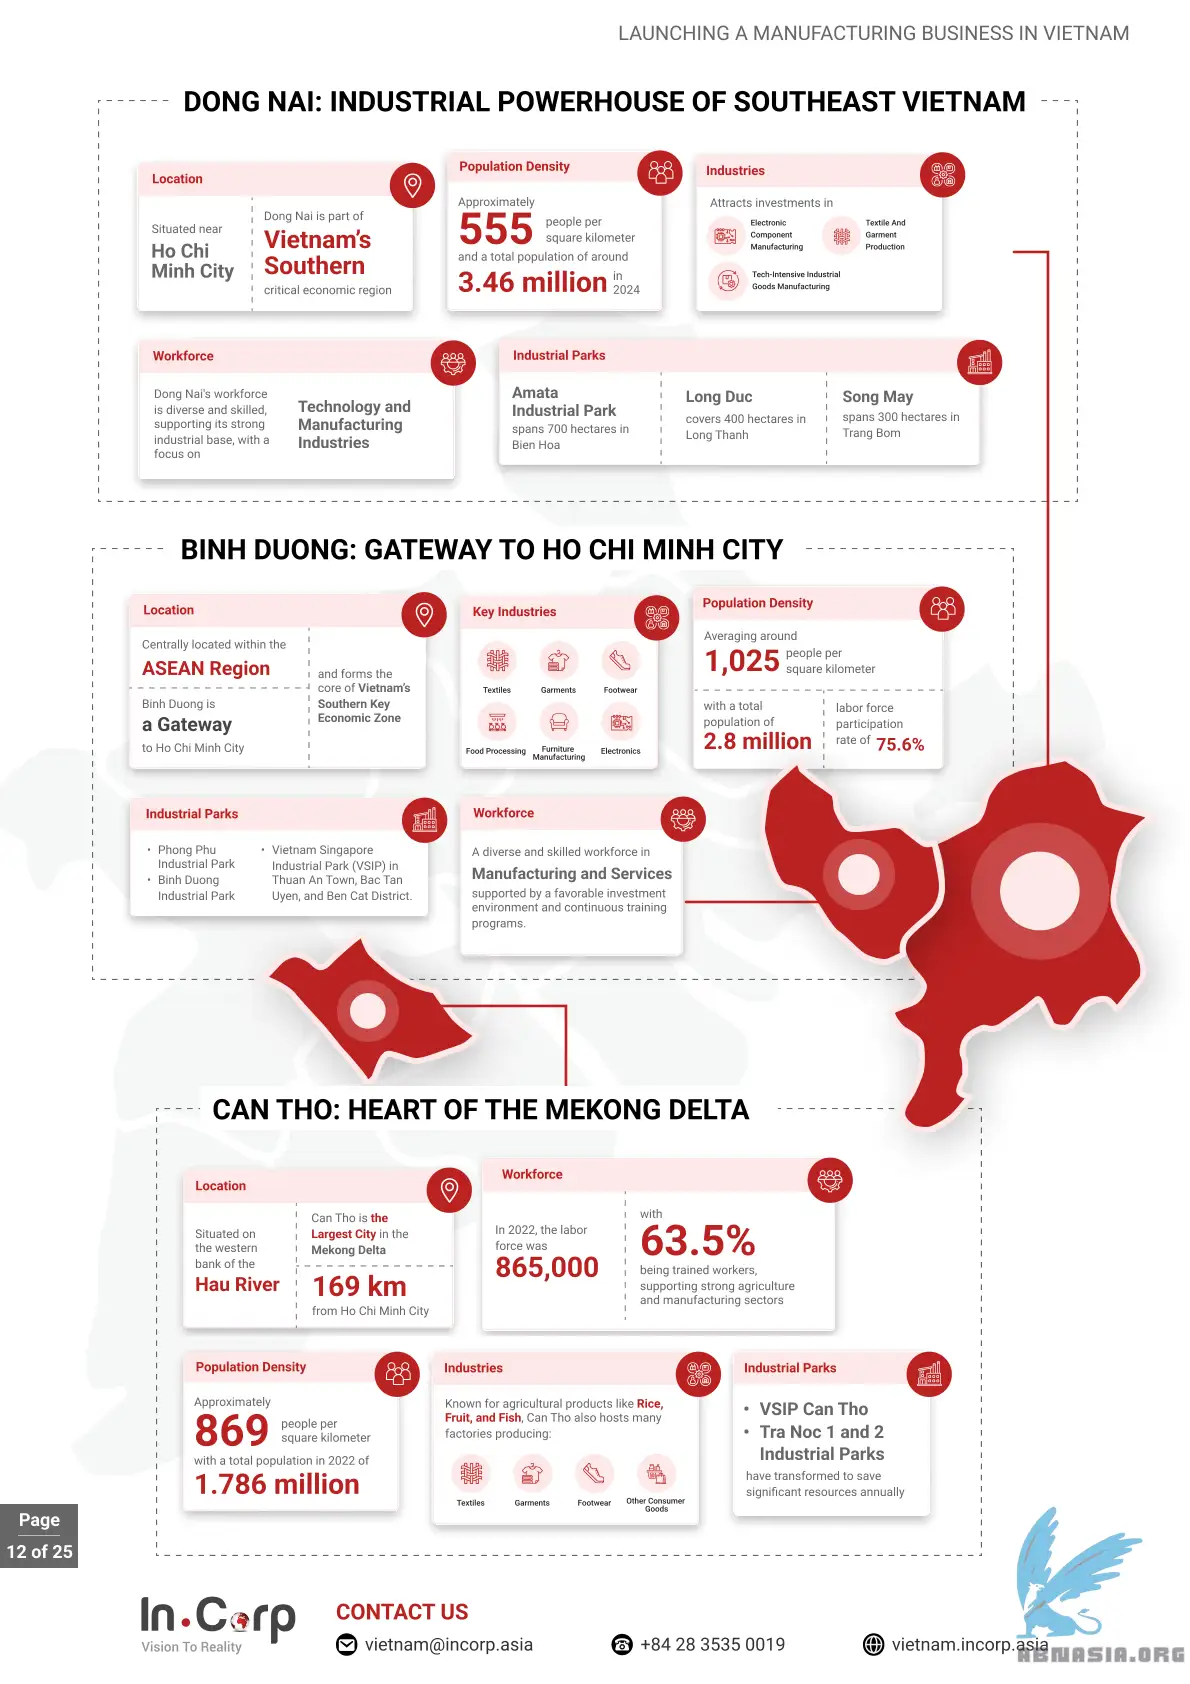 LAUNCHING A MANUFACTURING BUSINESS IN VIETNAM
DONG NAI: INDUSTRIAL POWERHOUSE OF SOUTHEAST VIETNAM
Location
Situated near
Ho Chi
Minh City
Dong Nai is part of
Vietnam's
Southern
critical economic region
Population Density
Approximately
555 people per
square kilometer
and a total population of around
3.46 million in
2024
Industries
Attracts investments in
Electronic
Component
Manufacturing
Textile And
Garment
Production
Tech-Intensive Industrial
Goods Manufacturing
Workforce
Dong Nai's workforce
is diverse and skilled,
supporting its strong
industrial base, with a
focus on
Technology and
Manufacturing
Industries
Industrial Parks
Amata
Industrial Park
spans 700 hectares in
Bien Hoa
Long Duc
covers 400 hectares in
Long Thanh
Song May
spans 300 hectares in
Trang Bom
BINH DUONG: GATEWAY TO HO CHI MINH CITY
Location
Centrally located within the
ASEAN Region
Binh Duong is
a Gateway
to Ho Chi Minh City
and forms the
core of Vietnam's
Southern Key
Economic Zone
Key Industries
Textiles
Garments
Footwear
Food Processing
Furniture
Manufacturing
Electronics
Population Density
Averaging around
1,025 people per
square kilometer
with a total
population of
2.8 million
labor force
participation
rate of 75.6%
Industrial Parks
• Phong Phu
Industrial Park
• Binh Duong
Industrial Park
• Vietnam Singapore
Industrial Park (VSIP) in
Thuan An Town, Bac Tan
Uyen, and Ben Cat District.
Workforce
A diverse and skilled workforce in
Manufacturing and Services
supported by a favorable investment
environment and continuous training
programs.
CAN THO: HEART OF THE MEKONG DELTA
Location
Situated on
the western
bank of the
Hau River
Can Tho is the
Largest City in the
Mekong Delta
169 km
from Ho Chi Minh City
Workforce
In 2022, the labor
force was
865,000
with
63.5%
being trained workers,
supporting strong agriculture
and manufacturing sectors
Population Density
Approximately
869 people per
square kilometer
with a total population in 2022 of
1.786 million
Industries
Known for agricultural products like Rice,
Fruit, and Fish, Can Tho also hosts many
factories producing:
Textiles
Garments
Footwear
Other Consumer
Goods
Industrial Parks
• VSIP Can Tho
• Tra Noc 1 and 2
Industrial Parks
have transformed to save
significant resources annually
Page
12 of 25
In.Corp
Vision To Reality
CONTACT US
vietnam@incorp.asia
+84 28 3535 0019
vietnam.incorp.asia
ABNASIA.ORG